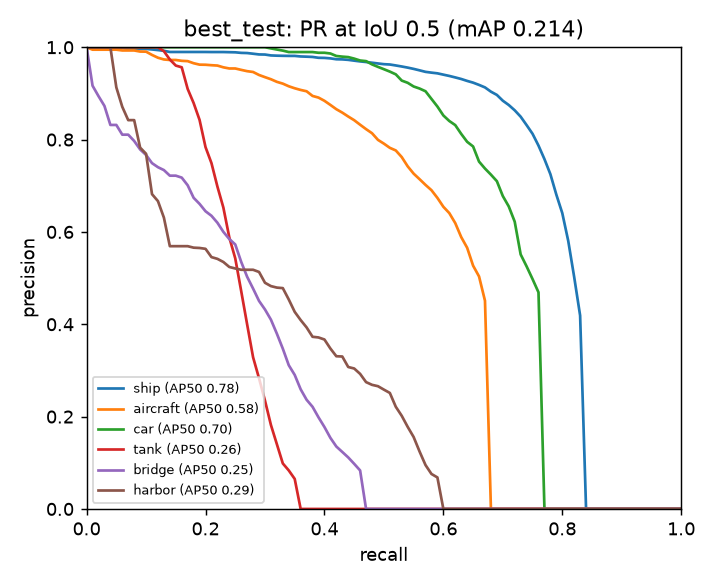 best_test: PR at IoU 0.5 (mAP 0.214)
1.0
0.8
0.6
0.4
0.2
0.0
precision
ship (AP50 0.78)
aircraft (AP50 0.58)
car (AP50 0.70)
tank (AP50 0.26)
bridge (AP50 0.25)
harbor (AP50 0.29)
0.0 0.2 0.4 0.6 0.8 1.0
recall